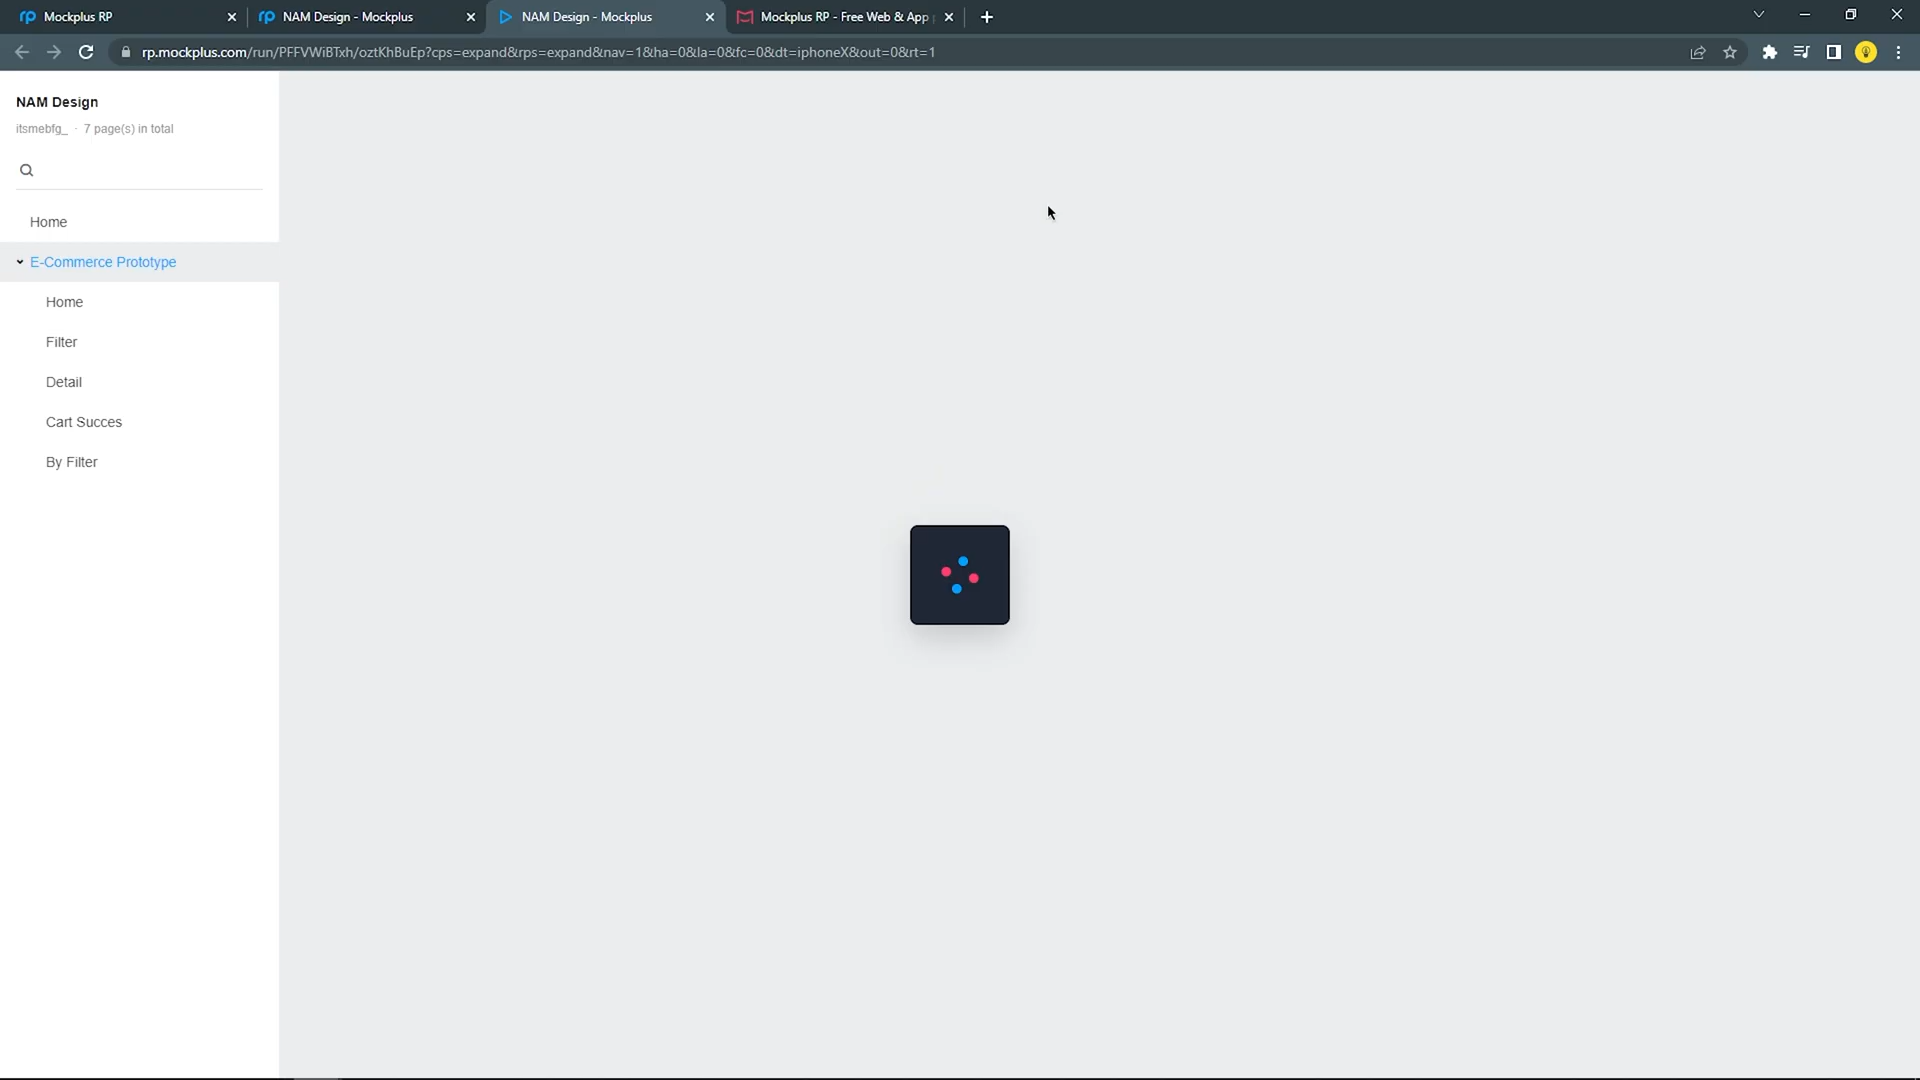 Mockplus RP
NAM Design - Mockplus
NAM Design - Mockplus
Mockplus RP - Free Web & App
rp.mockplus.com/run/PFFVWiBTxh/oztKhBuEp?cps=expand&rps=expand&nav=1&ha=0&la=0&fc=0&dt=iphoneX&out=0&rt=1
NAM Design
itsmebfg_ · 7 page(s) in total
Home
E-Commerce Prototype
Home
Filter
Detail
Cart Succes
By Filter